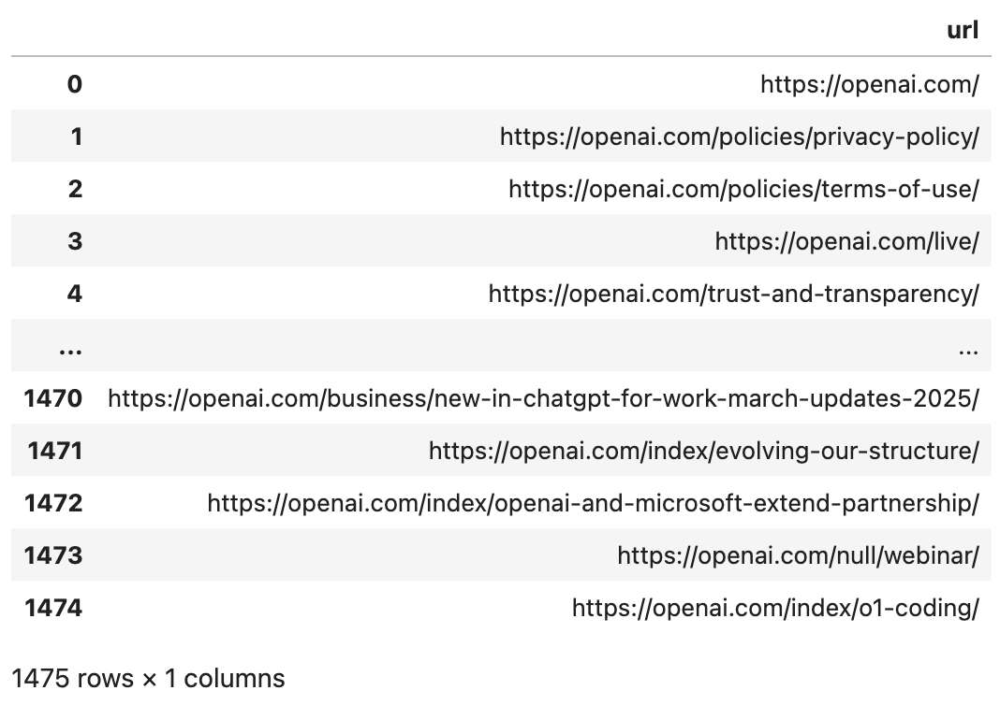 url
0 https://openai.com/
1 https://openai.com/policies/privacy-policy/
2 https://openai.com/policies/terms-of-use/
3 https://openai.com/live/
4 https://openai.com/trust-and-transparency/
... ...
1470 https://openai.com/business/new-in-chatgpt-for-work-march-updates-2025/
1471 https://openai.com/index/evolving-our-structure/
1472 https://openai.com/index/openai-and-microsoft-extend-partnership/
1473 https://openai.com/null/webinar/
1474 https://openai.com/index/o1-coding/
1475 rows × 1 columns